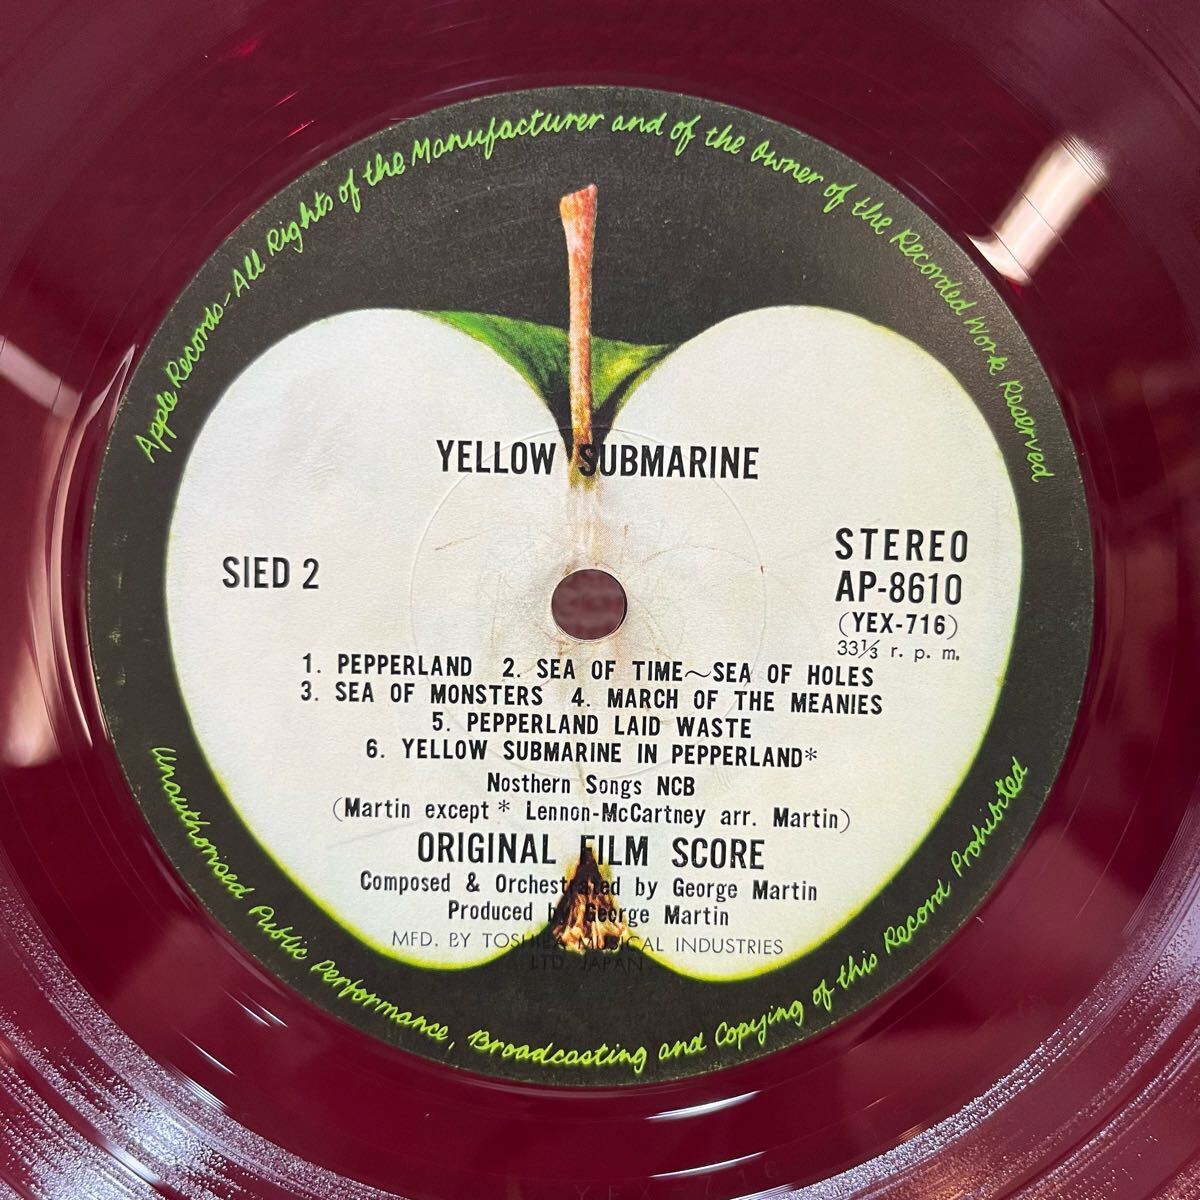 Apple Records-All Rights of the Manufacturer and of the Owner of the Recorded Work Reserved
YELLOW SUBMARINE
SIED 2
STEREO
AP-8610
(YEX-716)
33⅓ r. p. m.
1. PEPPERLAND 2. SEA OF TIME~SEA OF HOLES
3. SEA OF MONSTERS 4. MARCH OF THE MEANIES
5. PEPPERLAND LAID WASTE
6. YELLOW SUBMARINE IN PEPPERLAND*
Nosthern Songs NCB
(Martin except * Lennon-McCartney arr. Martin)
ORIGINAL FILM SCORE
Composed & Orchestrated by George Martin
Produced by George Martin
MFD. BY TOSHIBA MUSICAL INDUSTRIES
LTD. JAPAN
Unauthorised Public Performance, Broadcasting and Copying of this Record Prohibited